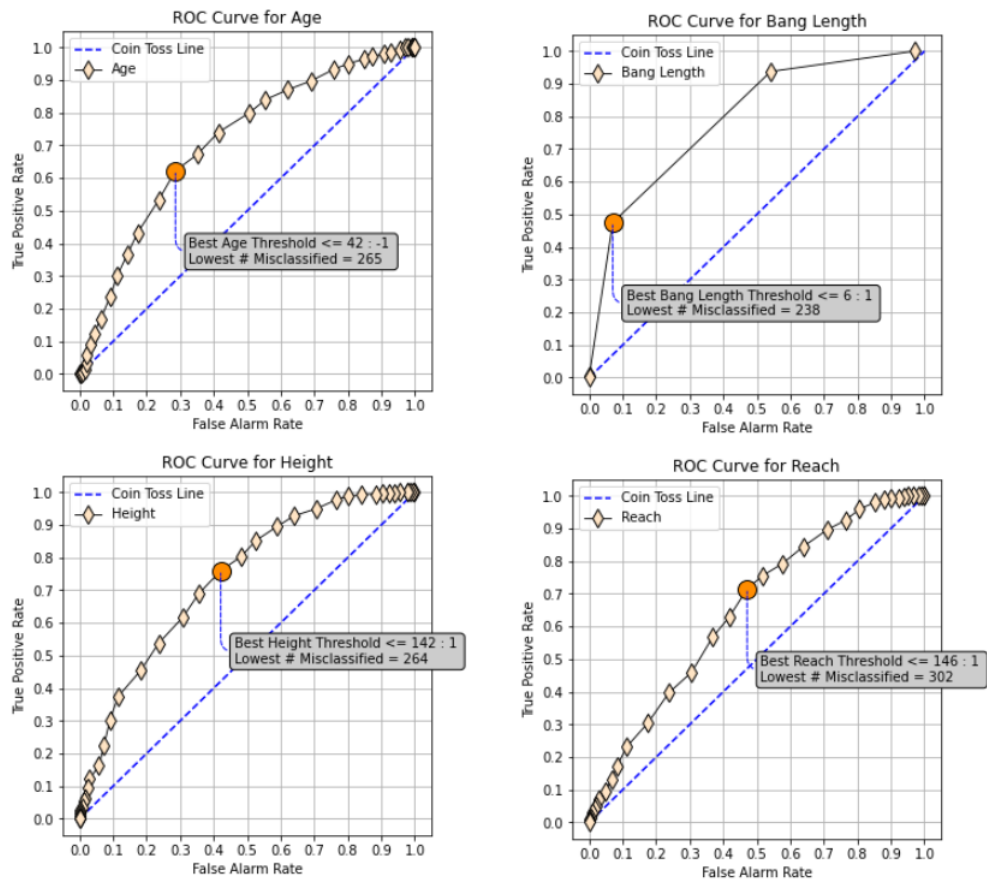 ROC Curve for Age
Coin Toss Line
Age
True Positive Rate
1.0
0.9
0.8
0.7
0.6
0.5
0.4
0.3
0.2
0.1
0.0
Best Age Threshold <= 42 : -1
Lowest # Misclassified = 265
0.0 0.1 0.2 0.3 0.4 0.5 0.6 0.7 0.8 0.9 1.0
False Alarm Rate
ROC Curve for Bang Length
Coin Toss Line
Bang Length
True Positive Rate
1.0
0.9
0.8
0.7
0.6
0.5
0.4
0.3
0.2
0.1
0.0
Best Bang Length Threshold <= 6 : 1
Lowest # Misclassified = 238
0.0 0.1 0.2 0.3 0.4 0.5 0.6 0.7 0.8 0.9 1.0
False Alarm Rate
ROC Curve for Height
Coin Toss Line
Height
True Positive Rate
1.0
0.9
0.8
0.7
0.6
0.5
0.4
0.3
0.2
0.1
0.0
Best Height Threshold <= 142 : 1
Lowest # Misclassified = 264
0.0 0.1 0.2 0.3 0.4 0.5 0.6 0.7 0.8 0.9 1.0
False Alarm Rate
ROC Curve for Reach
Coin Toss Line
Reach
True Positive Rate
1.0
0.9
0.8
0.7
0.6
0.5
0.4
0.3
0.2
0.1
0.0
Best Reach Threshold <= 146 : 1
Lowest # Misclassified = 302
0.0 0.1 0.2 0.3 0.4 0.5 0.6 0.7 0.8 0.9 1.0
False Alarm Rate